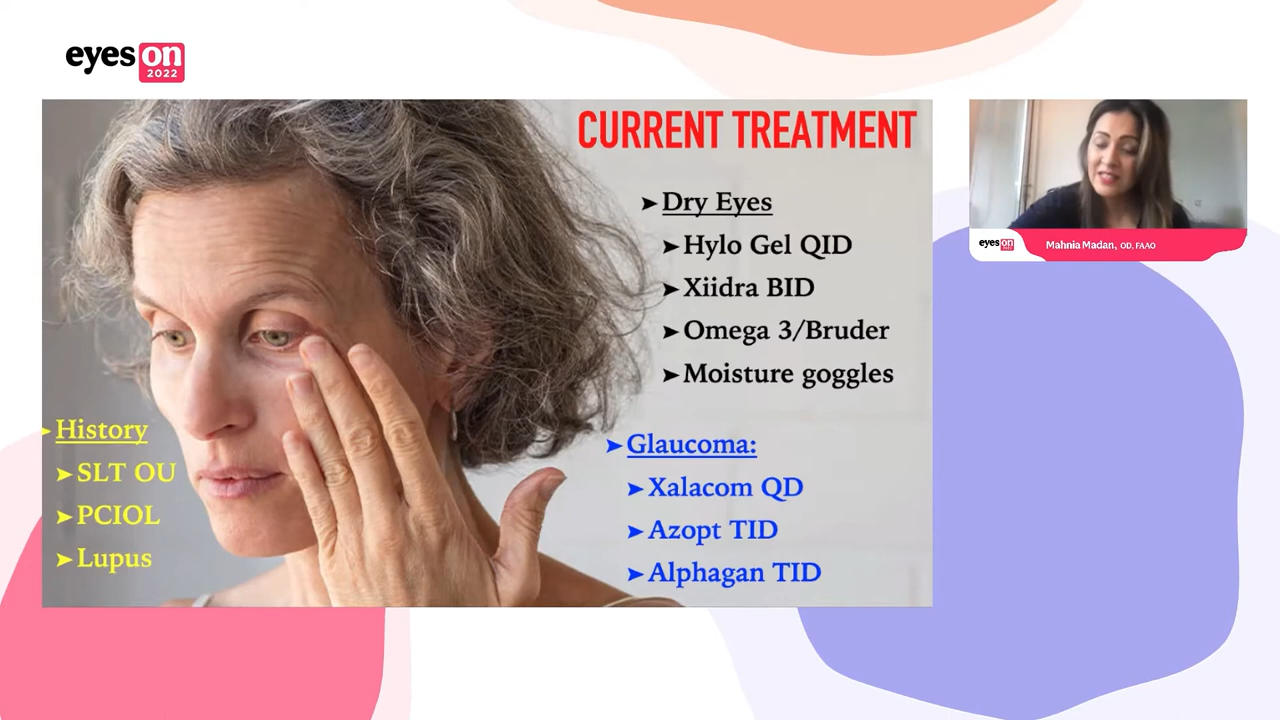 eyes on
2022
CURRENT TREATMENT
➤ Dry Eyes
➤ Hylo Gel QID
➤ Xiidra BID
➤ Omega 3/Bruder
➤ Moisture goggles
➤ History
➤ SLT OU
➤ PCIOL
➤ Lupus
➤ Glaucoma:
➤ Xalacom QD
➤ Azopt TID
➤ Alphagan TID
eyes on
Mahnia Madan, OD, FAAO